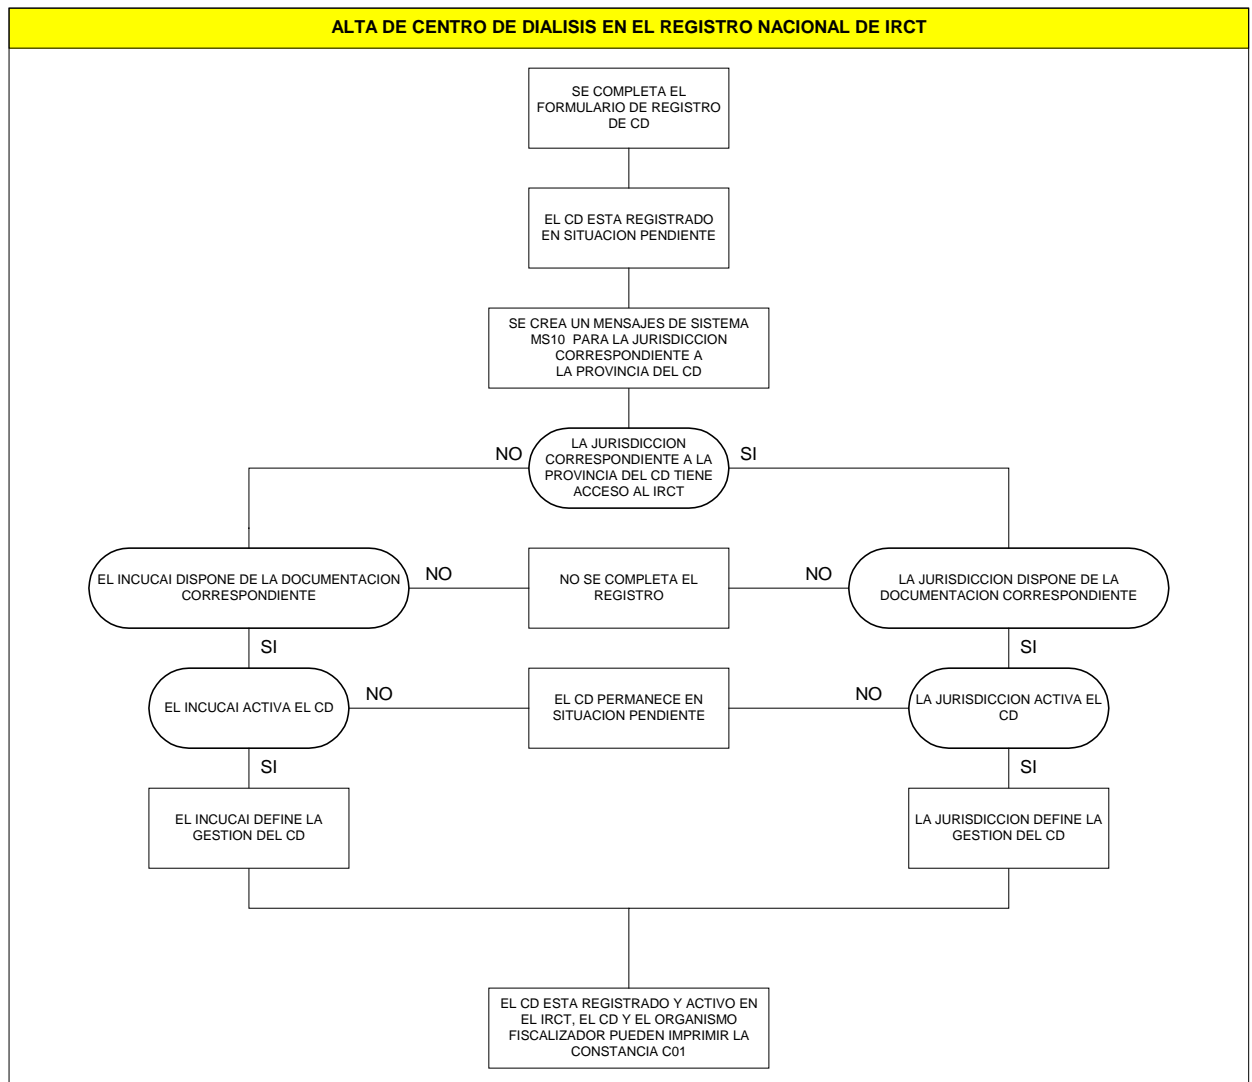 ALTA DE CENTRO DE DIALISIS EN EL REGISTRO NACIONAL DE IRCT
SE COMPLETA EL
FORMULARIO DE REGISTRO
DE CD
EL CD ESTA REGISTRADO
EN SITUACION PENDIENTE
SE CREA UN MENSAJES DE SISTEMA
MS10 PARA LA JURISDICCION
CORRESPONDIENTE A
LA PROVINCIA DEL CD
NO
LA JURISDICCION
CORRESPONDIENTE A LA
PROVINCIA DEL CD TIENE
ACCESO AL IRCT
SI
EL INCUCAI DISPONE DE LA DOCUMENTACION
CORRESPONDIENTE
NO
NO SE COMPLETA EL
REGISTRO
NO
LA JURISDICCION DISPONE DE LA
DOCUMENTACION CORRESPONDIENTE
SI
SI
EL INCUCAI ACTIVA EL CD
NO
EL CD PERMANECE EN
SITUACION PENDIENTE
NO
LA JURISDICCION ACTIVA EL
CD
SI
SI
EL INCUCAI DEFINE LA
GESTION DEL CD
LA JURISDICCION DEFINE LA
GESTION DEL CD
EL CD ESTA REGISTRADO Y ACTIVO EN
EL IRCT, EL CD Y EL ORGANISMO
FISCALIZADOR PUEDEN IMPRIMIR LA
CONSTANCIA C01